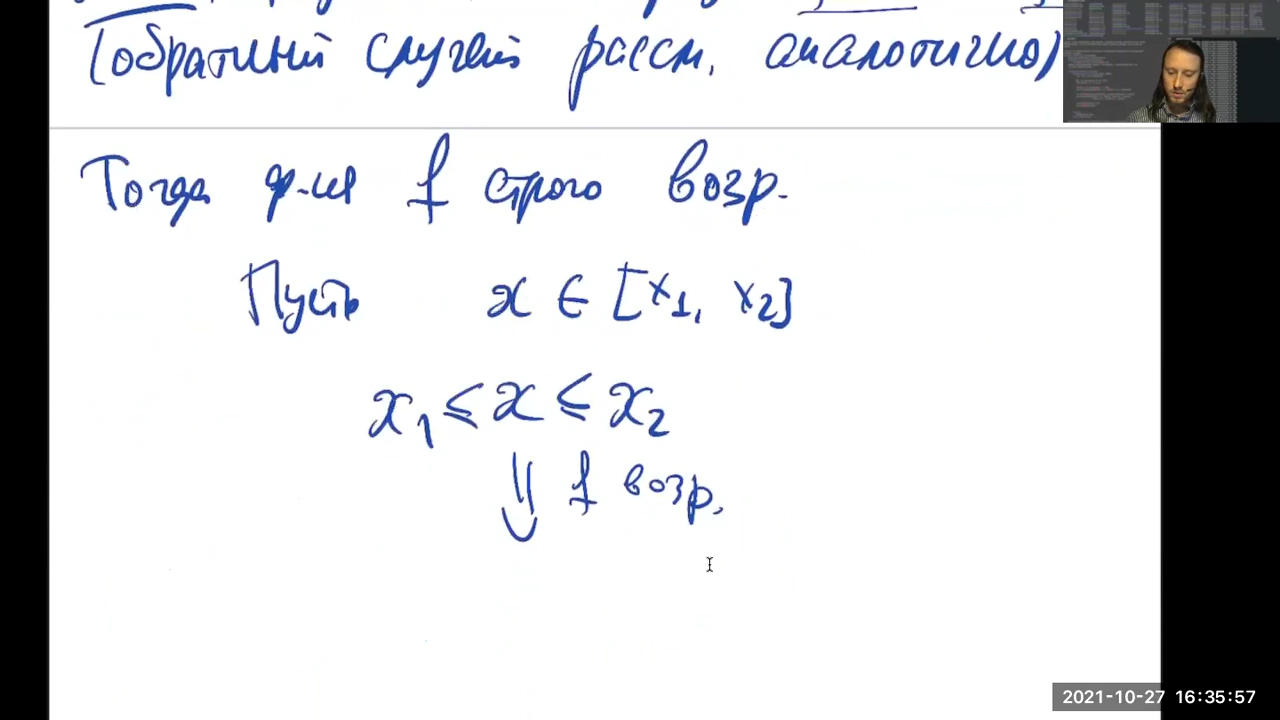 (обратный случай рассм. аналогично)
Тогда ф-ия f строго возр.
Пусть x ∈ [x₁, x₂]
x₁ ≤ x ≤ x₂
⇓ f возр.
2021-10-27 16:35:57